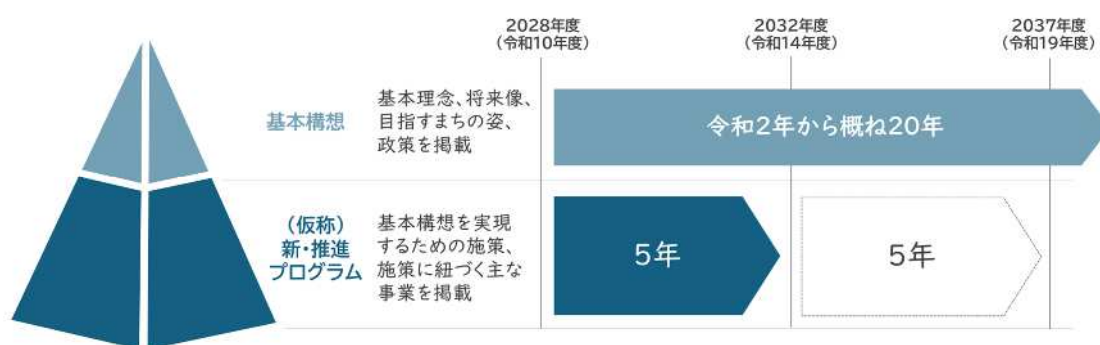 2028年度
(令和10年度)
2032年度
(令和14年度)
2037年度
(令和19年度)
基本構想
基本理念、将来像、
目指すまちの姿、
政策を掲載
令和2年から概ね20年
(仮称)
新・推進
プログラム
基本構想を実現
するための施策、
施策に紐づく主な
事業を掲載
5年
5年